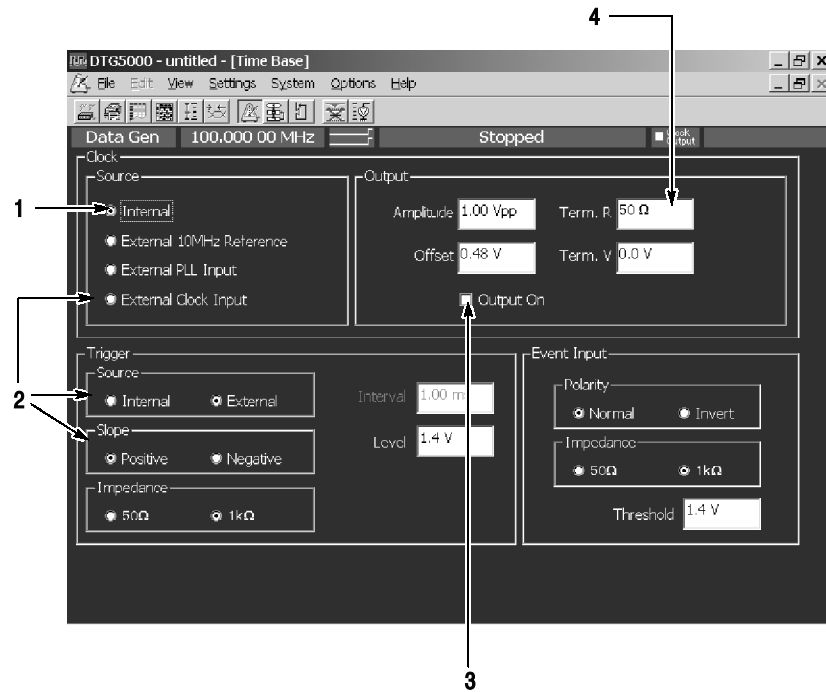 4
DTG5000 - untitled - [Time Base]
File Edit View Settings System Options Help
Data Gen 100.000 00 MHz Stopped Clock Output
Clock
Source
Output
1
Internal
Amplitude 1.00 Vpp Term. R 50 Ω
External 10MHz Reference
Offset 0.48 V Term. V 0.0 V
External PLL Input
External Clock Input
Output On
Trigger
Event Input
Source
2
Internal External
Interval 1.00 ms
Polarity
Normal Invert
Slope
Level 1.4 V
Positive Negative
Impedance
50Ω 1kΩ
Impedance
50Ω 1kΩ
Threshold 1.4 V
3